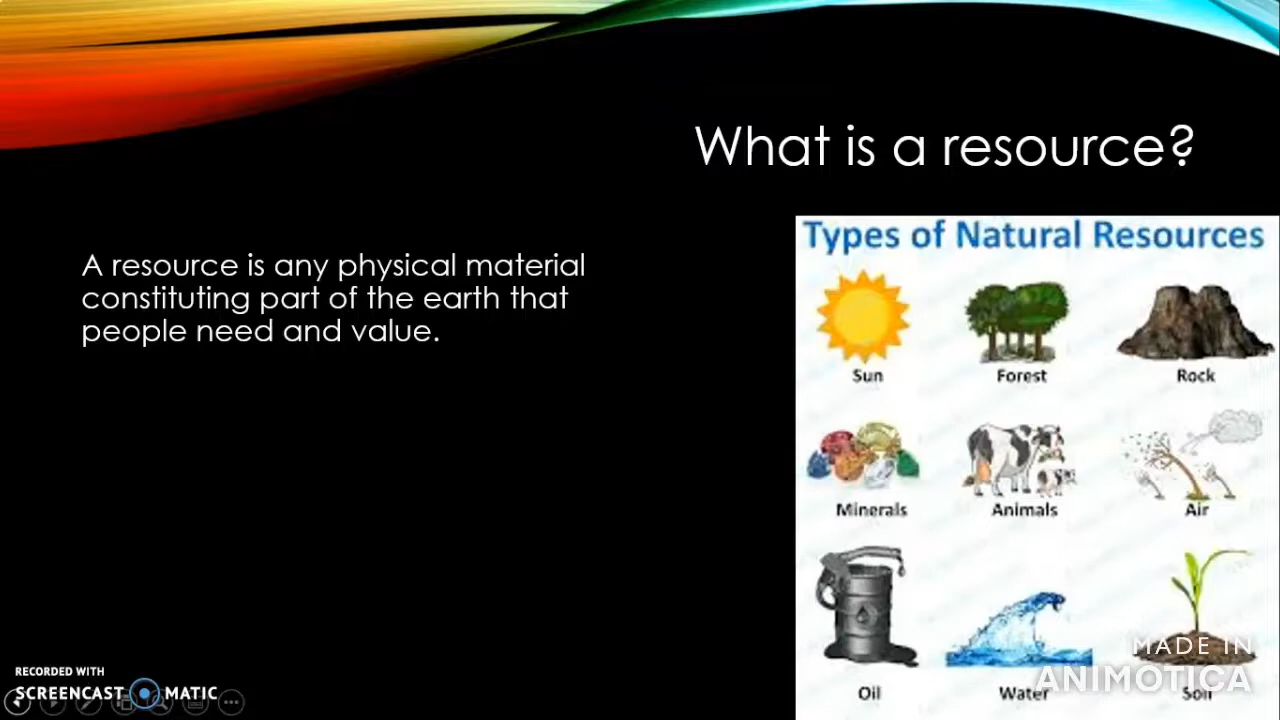 What is a resource?
A resource is any physical material
constituting part of the earth that
people need and value.
Types of Natural Resources
Sun
Forest
Rock
Minerals
Animals
Air
Oil
Water
Soil
RECORDED WITH
SCREENCAST MATIC
MADE IN
ANIMOTICA